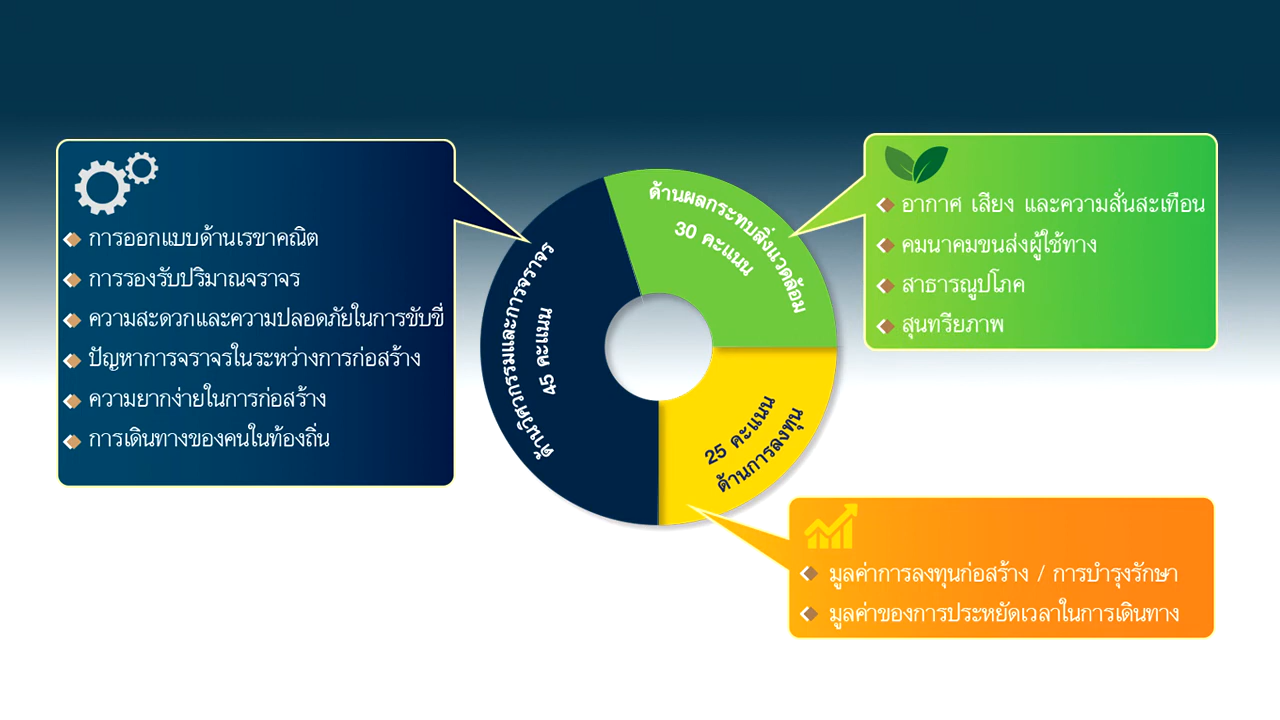 การออกแบบด้านเรขาคณิต
การรองรับปริมาณจราจร
ความสะดวกและความปลอดภัยในการขับขี่
ปัญหาการจราจรในระหว่างการก่อสร้าง
ความยากง่ายในการก่อสร้าง
การเดินทางของคนในท้องถิ่น
ด้านวิศวกรรมและการจราจร
45 คะแนน
ด้านผลกระทบสิ่งแวดล้อม
30 คะแนน
อากาศ เสียง และความสั่นสะเทือน
คมนาคมขนส่งผู้ใช้ทาง
สาธารณูปโภค
สุนทรียภาพ
25 คะแนน
ด้านการลงทุน
มูลค่าการลงทุนก่อสร้าง / การบำรุงรักษา
มูลค่าของการประหยัดเวลาในการเดินทาง